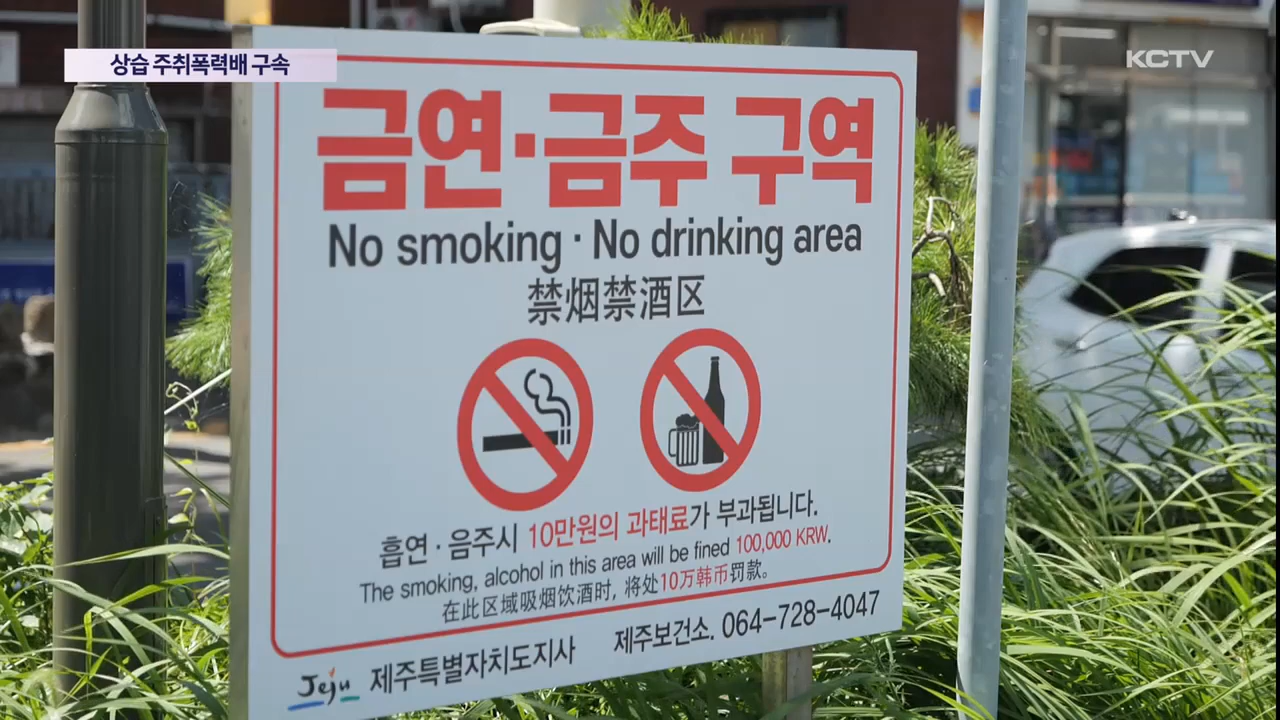 상습 주취폭력배 구속
KCTV
금연·금주 구역
No smoking · No drinking area
禁烟禁酒区
흡연 · 음주시 10만원의 과태료가 부과됩니다.
The smoking, alcohol in this area will be fined 100,000 KRW.
在此区域吸烟饮酒时, 将处10万韩币罚款。
Jeju 제주특별자치도지사 제주보건소. 064-728-4047